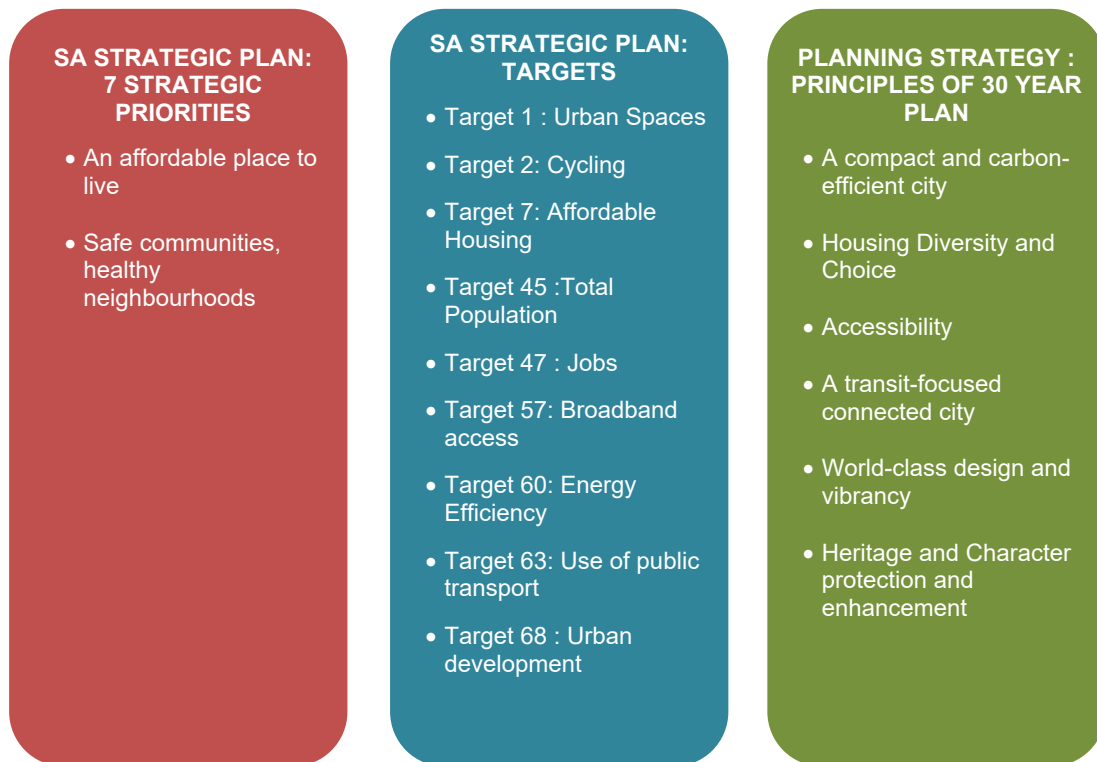 SA STRATEGIC PLAN:
7 STRATEGIC
PRIORITIES
• An affordable place to
live
• Safe communities,
healthy
neighbourhoods
SA STRATEGIC PLAN:
TARGETS
• Target 1 : Urban Spaces
• Target 2: Cycling
• Target 7: Affordable
Housing
• Target 45 :Total
Population
• Target 47 : Jobs
• Target 57: Broadband
access
• Target 60: Energy
Efficiency
• Target 63: Use of public
transport
• Target 68 : Urban
development
PLANNING STRATEGY :
PRINCIPLES OF 30 YEAR
PLAN
• A compact and carbon-
efficient city
• Housing Diversity and
Choice
• Accessibility
• A transit-focused
connected city
• World-class design and
vibrancy
• Heritage and Character
protection and
enhancement